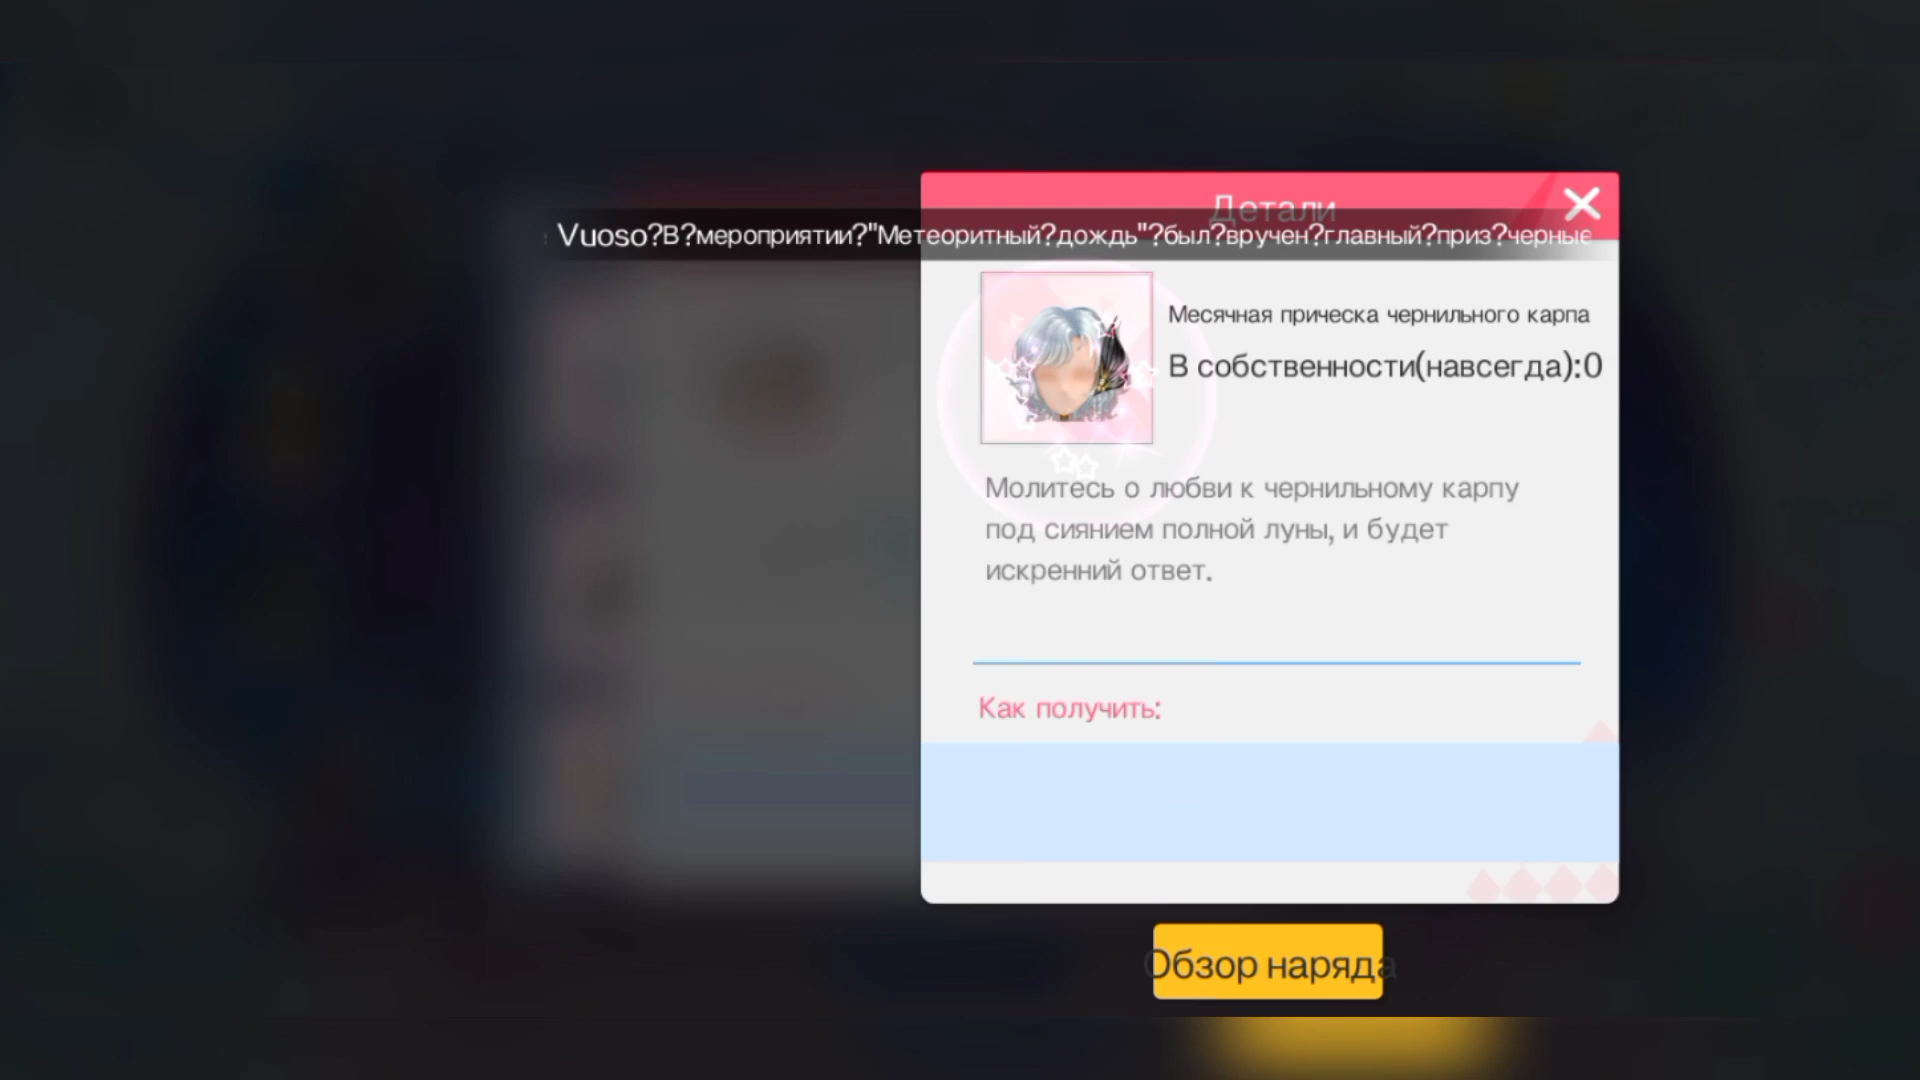 Детали
Vuoso?В?мероприятии?"Метеоритный?дождь"?был?вручен?главный?приз?черные
Месячная прическа чернильного карпа
В собственности(навсегда):0
Молитесь о любви к чернильному карпу
под сиянием полной луны, и будет
искренний ответ.
Как получить:
Обзор наряда